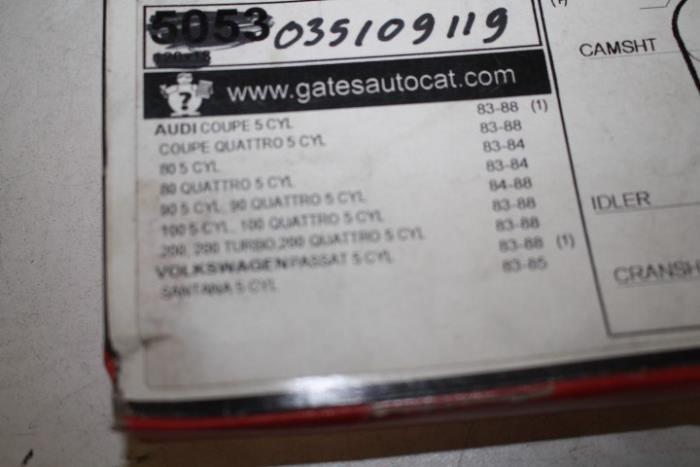 5053 035109119
120x15
www.gatesautocat.com
AUDI COUPE 5 CYL 83-88 (1)
COUPE QUATTRO 5 CYL 83-88
80 5 CYL 83-84
80 QUATTRO 5 CYL 83-84
90 5 CYL, 90 QUATTRO 5 CYL 84-88
100 5 CYL, 100 QUATTRO 5 CYL 83-88
200, 200 TURBO,200 QUATTRO 5 CYL 83-88
VOLKSWAGEN/PASSAT 5 CYL 83-88 (1)
SANTANA 5 CYL 83-85
CAMSHT
IDLER
CRANSH